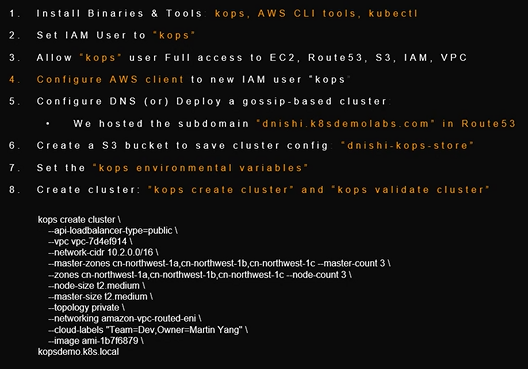 1. Install Binaries & Tools: kops, AWS CLI tools, kubectl
2. Set IAM User to "kops"
3. Allow "kops" user Full access to EC2, Route53, S3, IAM, VPC
4. Configure AWS client to new IAM user "kops"
5. Configure DNS (or) Deploy a gossip-based cluster
• We hosted the subdomain "dnishi.k8sdemolabs.com" in Route53
6. Create a S3 bucket to save cluster config: "dnishi-kops-store"
7. Set the "kops environmental variables"
8. Create cluster: "kops create cluster" and "kops validate cluster"
kops create cluster \
--api-loadbalancer-type=public \
--vpc vpc-7d4ef914 \
--network-cidr 10.2.0.0/16 \
--master-zones cn-northwest-1a,cn-northwest-1b,cn-northwest-1c --master-count 3 \
--zones cn-northwest-1a,cn-northwest-1b,cn-northwest-1c --node-count 3 \
--node-size t2.medium \
--master-size t2.medium \
--topology private \
--networking amazon-vpc-routed-eni \
--cloud-labels "Team=Dev,Owner=Martin Yang" \
--image ami-1b7f6879 \
kopsdemo.k8s.local